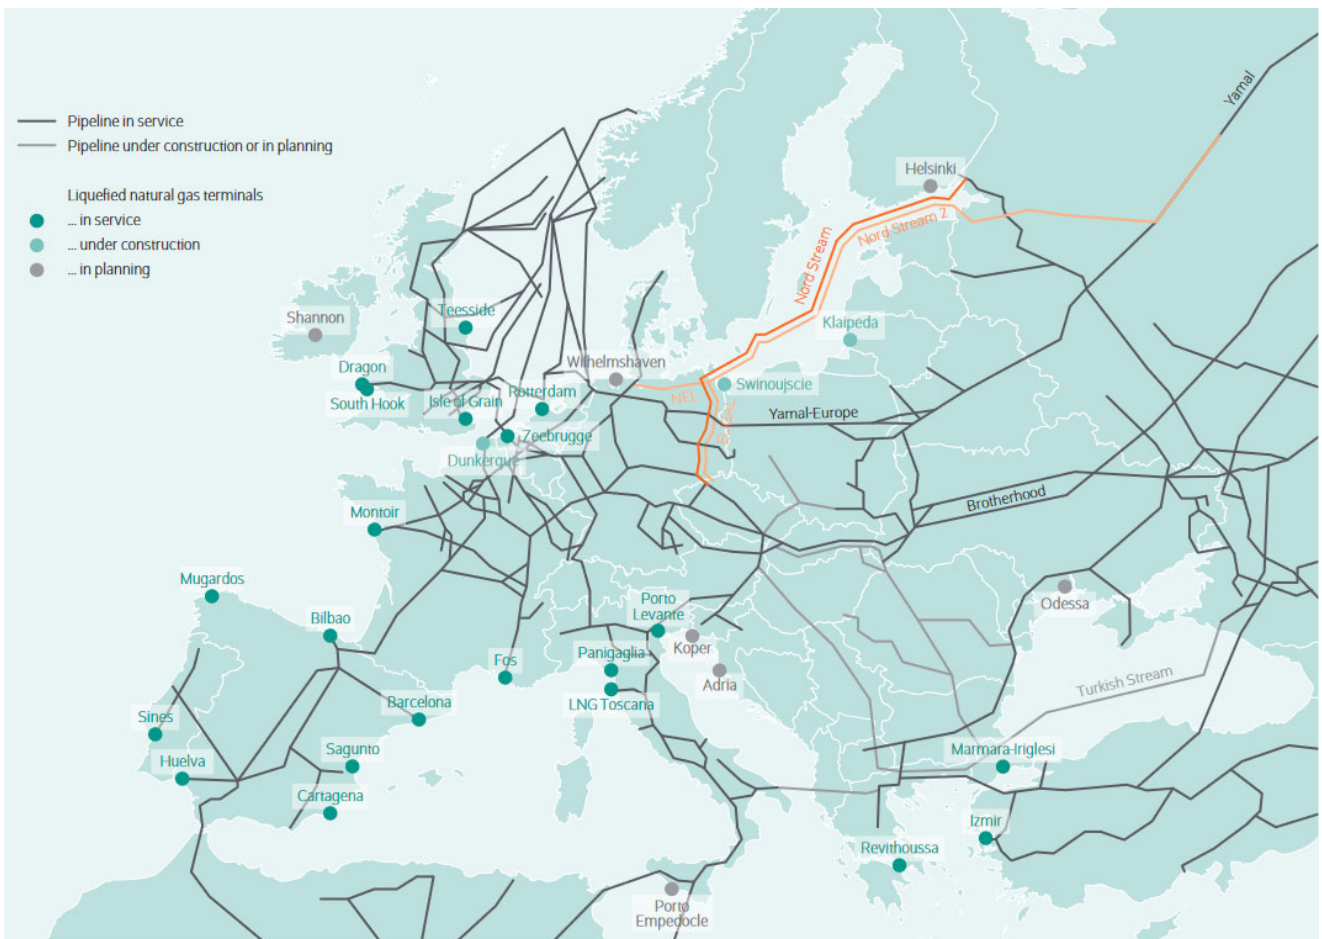 Pipeline in service
Pipeline under construction or in planning
Liquefied natural gas terminals
... in service
... under construction
... in planning
Yamal
Helsinki
Nord Stream
Nord Stream 2
Shannon
Teesside
Klaipeda
Dragon
South Hook
Wilhelmshaven
Isle of Grain
Rotterdam
NEL
Swinoujscie
Yamal-Europe
Zeebrugge
Dunkerque
Brotherhood
Montoir
Mugardos
Bilbao
Porto
Levante
Odessa
Fos
Panigaglia
Koper
Adria
LNG Toscana
Turkish Stream
Barcelona
Sines
Sagunto
Huelva
Marmara-Iriglesi
Cartagena
Izmir
Revithoussa
Porto
Empedocle